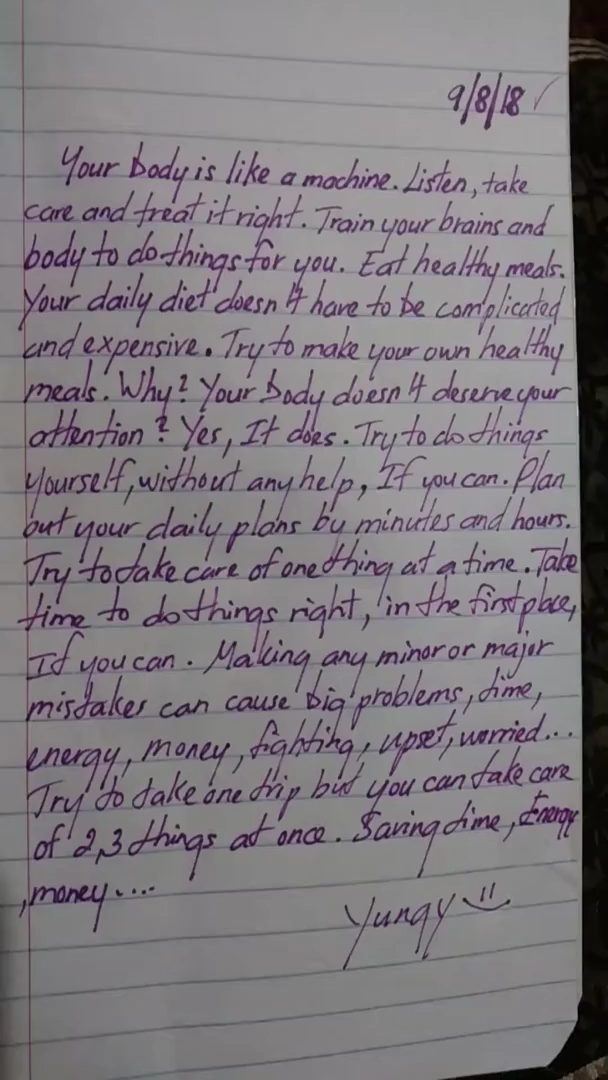 9/8/18 ✓
Your body is like a machine. Listen, take
care and treat it right. Train your brains and
body to do things for you. Eat healthy meals.
Your daily diet doesn't have to be complicated
and expensive. Try to make your own healthy
meals. Why? Your body doesn't deserve your
attention? Yes, It does. Try to do things
yourself, without any help, If you can. Plan
out your daily plans by minutes and hours.
Try to take care of one thing at a time. Take
time to do things right, in the first place,
If you can. Making any minor or major
mistakes can cause big problems, time,
energy, money, fighting, upset, worried...
Try to take one trip but you can take care
of 2,3 things at once. Saving time, Energy
, money....
Yungy